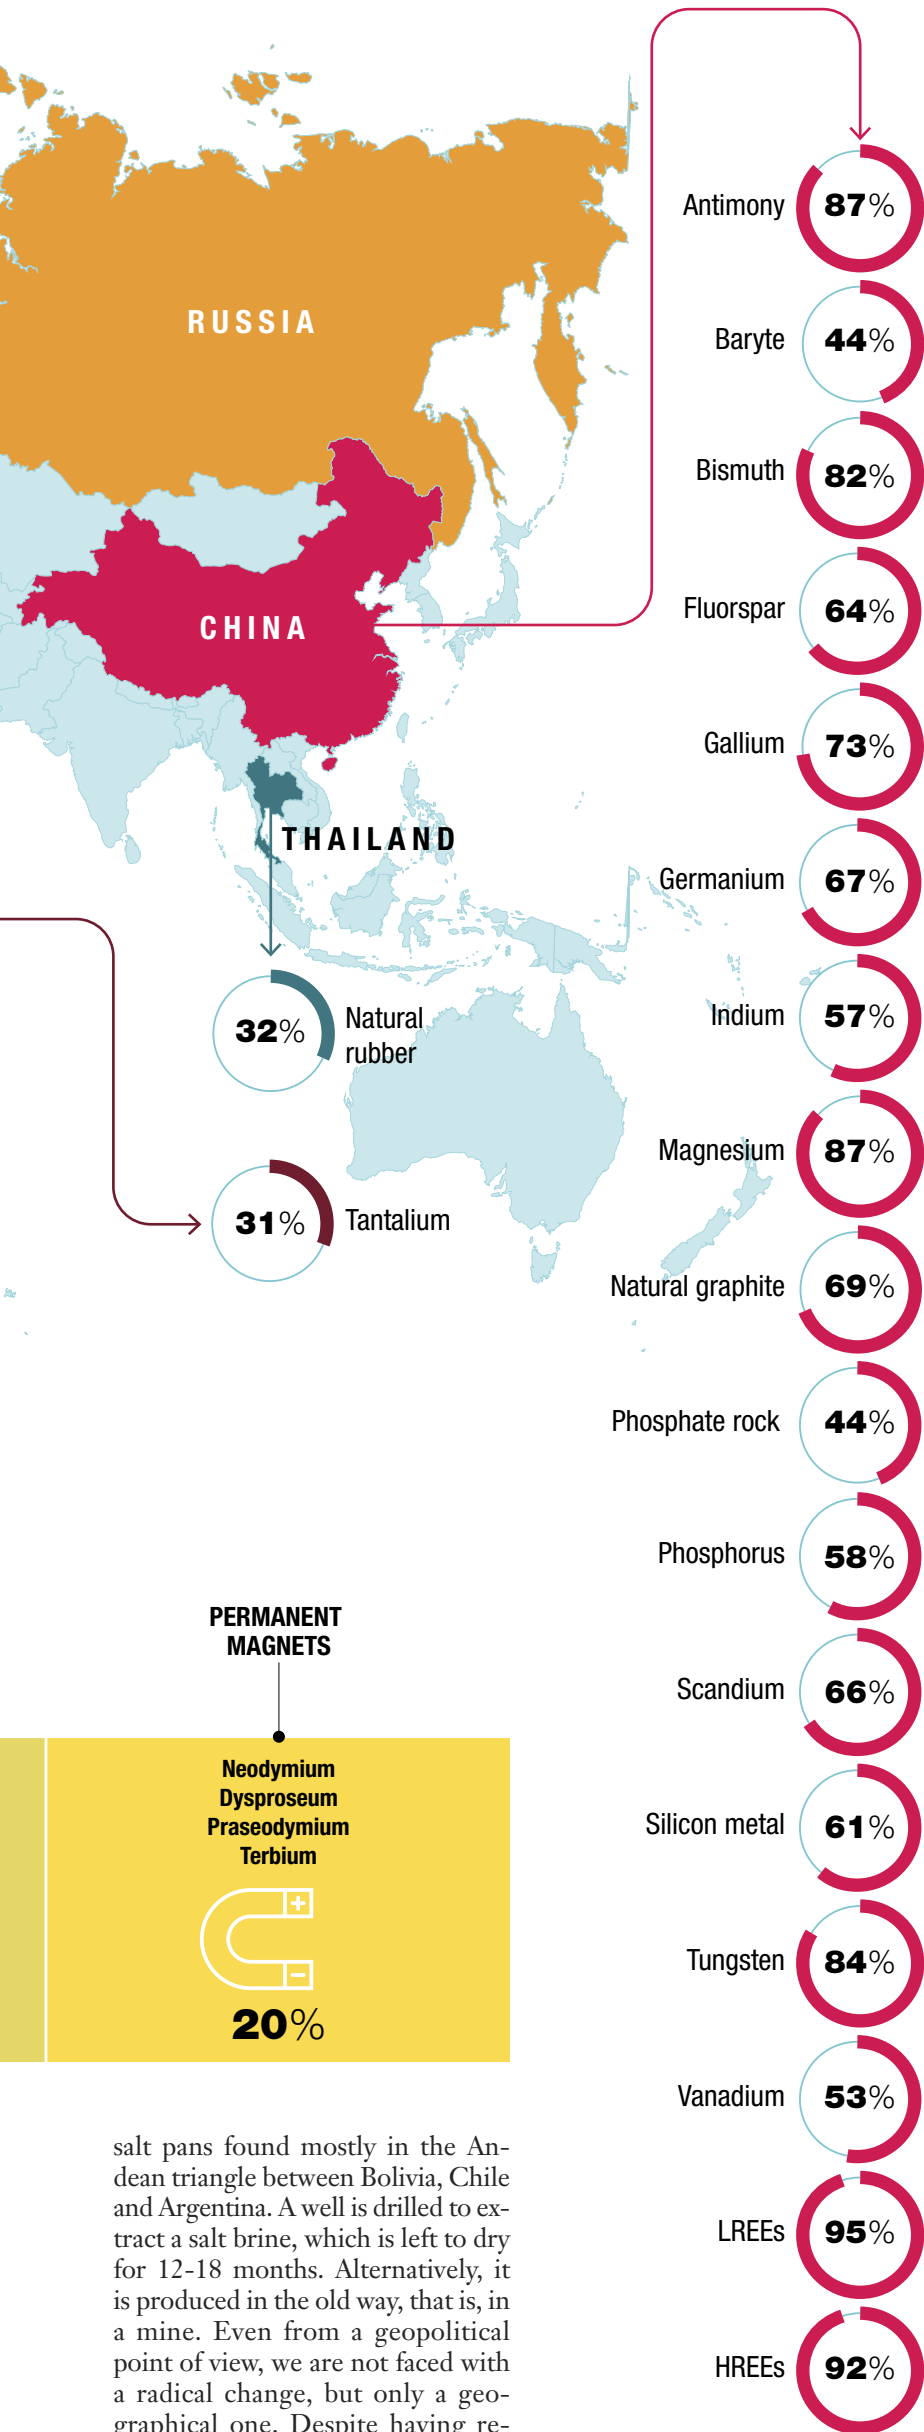 RUSSIA
CHINA
THAILAND
32%
Natural
rubber
31%
Tantalium
Antimony
87%
Baryte
44%
Bismuth
82%
Fluorspar
64%
Gallium
73%
Germanium
67%
Indium
57%
Magnesium
87%
Natural graphite
69%
Phosphate rock
44%
Phosphorus
58%
Scandium
66%
Silicon metal
61%
Tungsten
84%
Vanadium
53%
LREEs
95%
HREEs
92%
PERMANENT
MAGNETS
Neodymium
Dysproseum
Praseodymium
Terbium
+
−
20%
salt pans found mostly in the An-
dean triangle between Bolivia, Chile
and Argentina. A well is drilled to ex-
tract a salt brine, which is left to dry
for 12-18 months. Alternatively, it
is produced in the old way, that is, in
a mine. Even from a geopolitical
point of view, we are not faced with
a radical change, but only a geo-
graphical one. Despite having re-